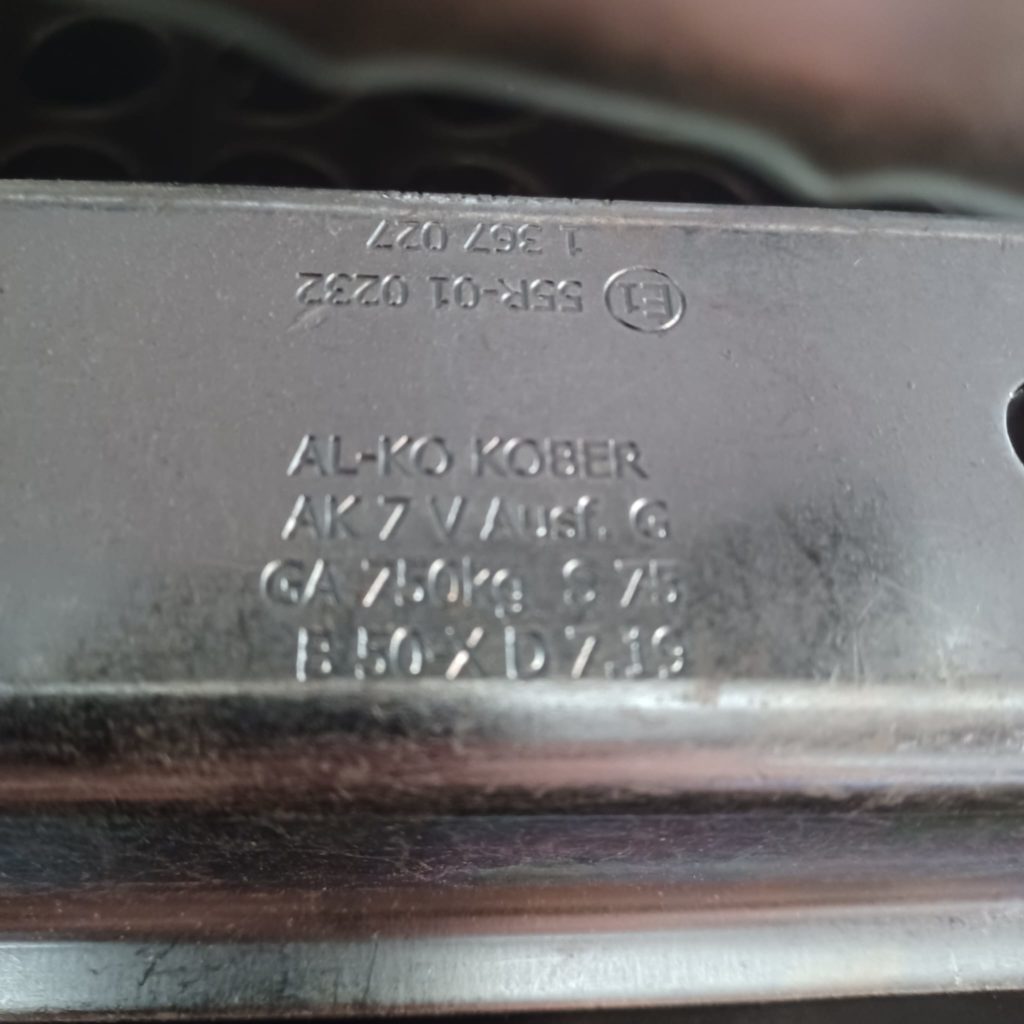 1 367 027
E1 55R-01 0232
AL-KO KOBER
AK 7 V Ausf. G
GA 750kg S 75
B 50-X D 7.19